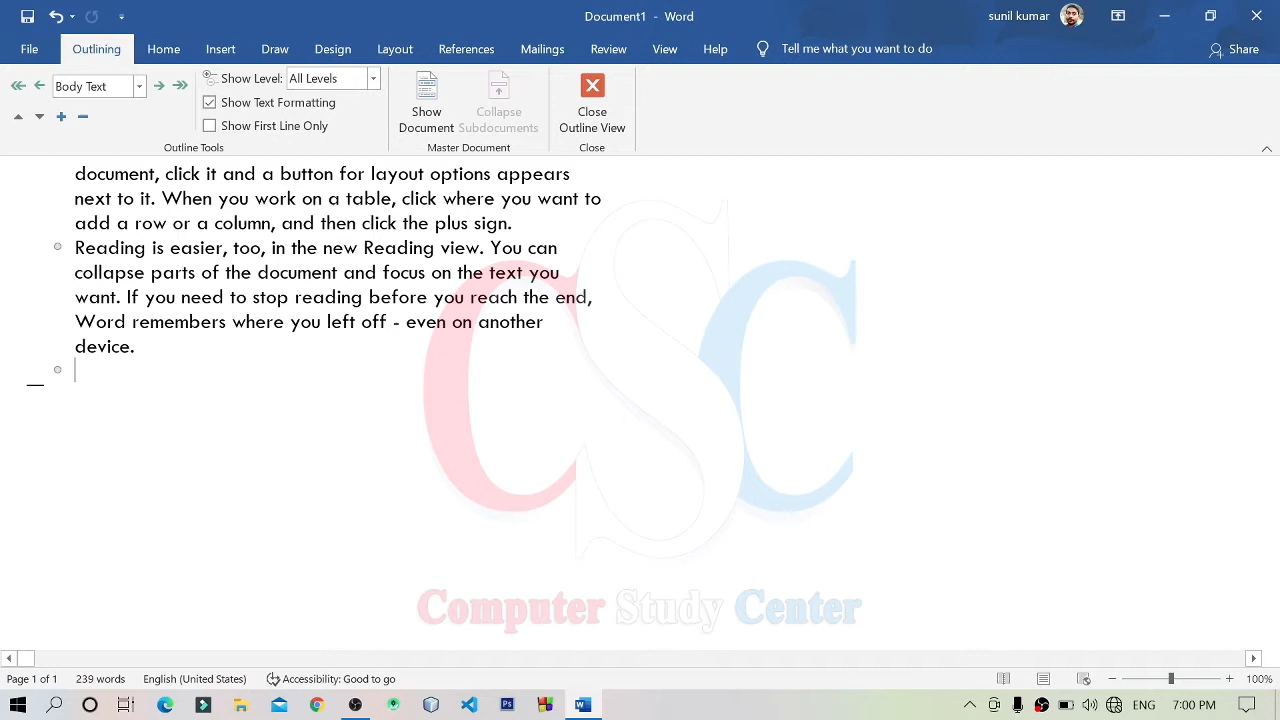 Document1 - Word
sunil kumar
File Outlining Home Insert Draw Design Layout References Mailings Review View Help Tell me what you want to do Share
Body Text
Show Level: All Levels
Show Text Formatting
Show First Line Only
Outline Tools
Show Document
Collapse Subdocuments
Master Document
Close Outline View
Close
document, click it and a button for layout options appears
next to it. When you work on a table, click where you want to
add a row or a column, and then click the plus sign.
Reading is easier, too, in the new Reading view. You can
collapse parts of the document and focus on the text you
want. If you need to stop reading before you reach the end,
Word remembers where you left off - even on another
device.
CSC
Computer Study Center
Page 1 of 1 239 words English (United States) Accessibility: Good to go 100%
ENG 7:00 PM